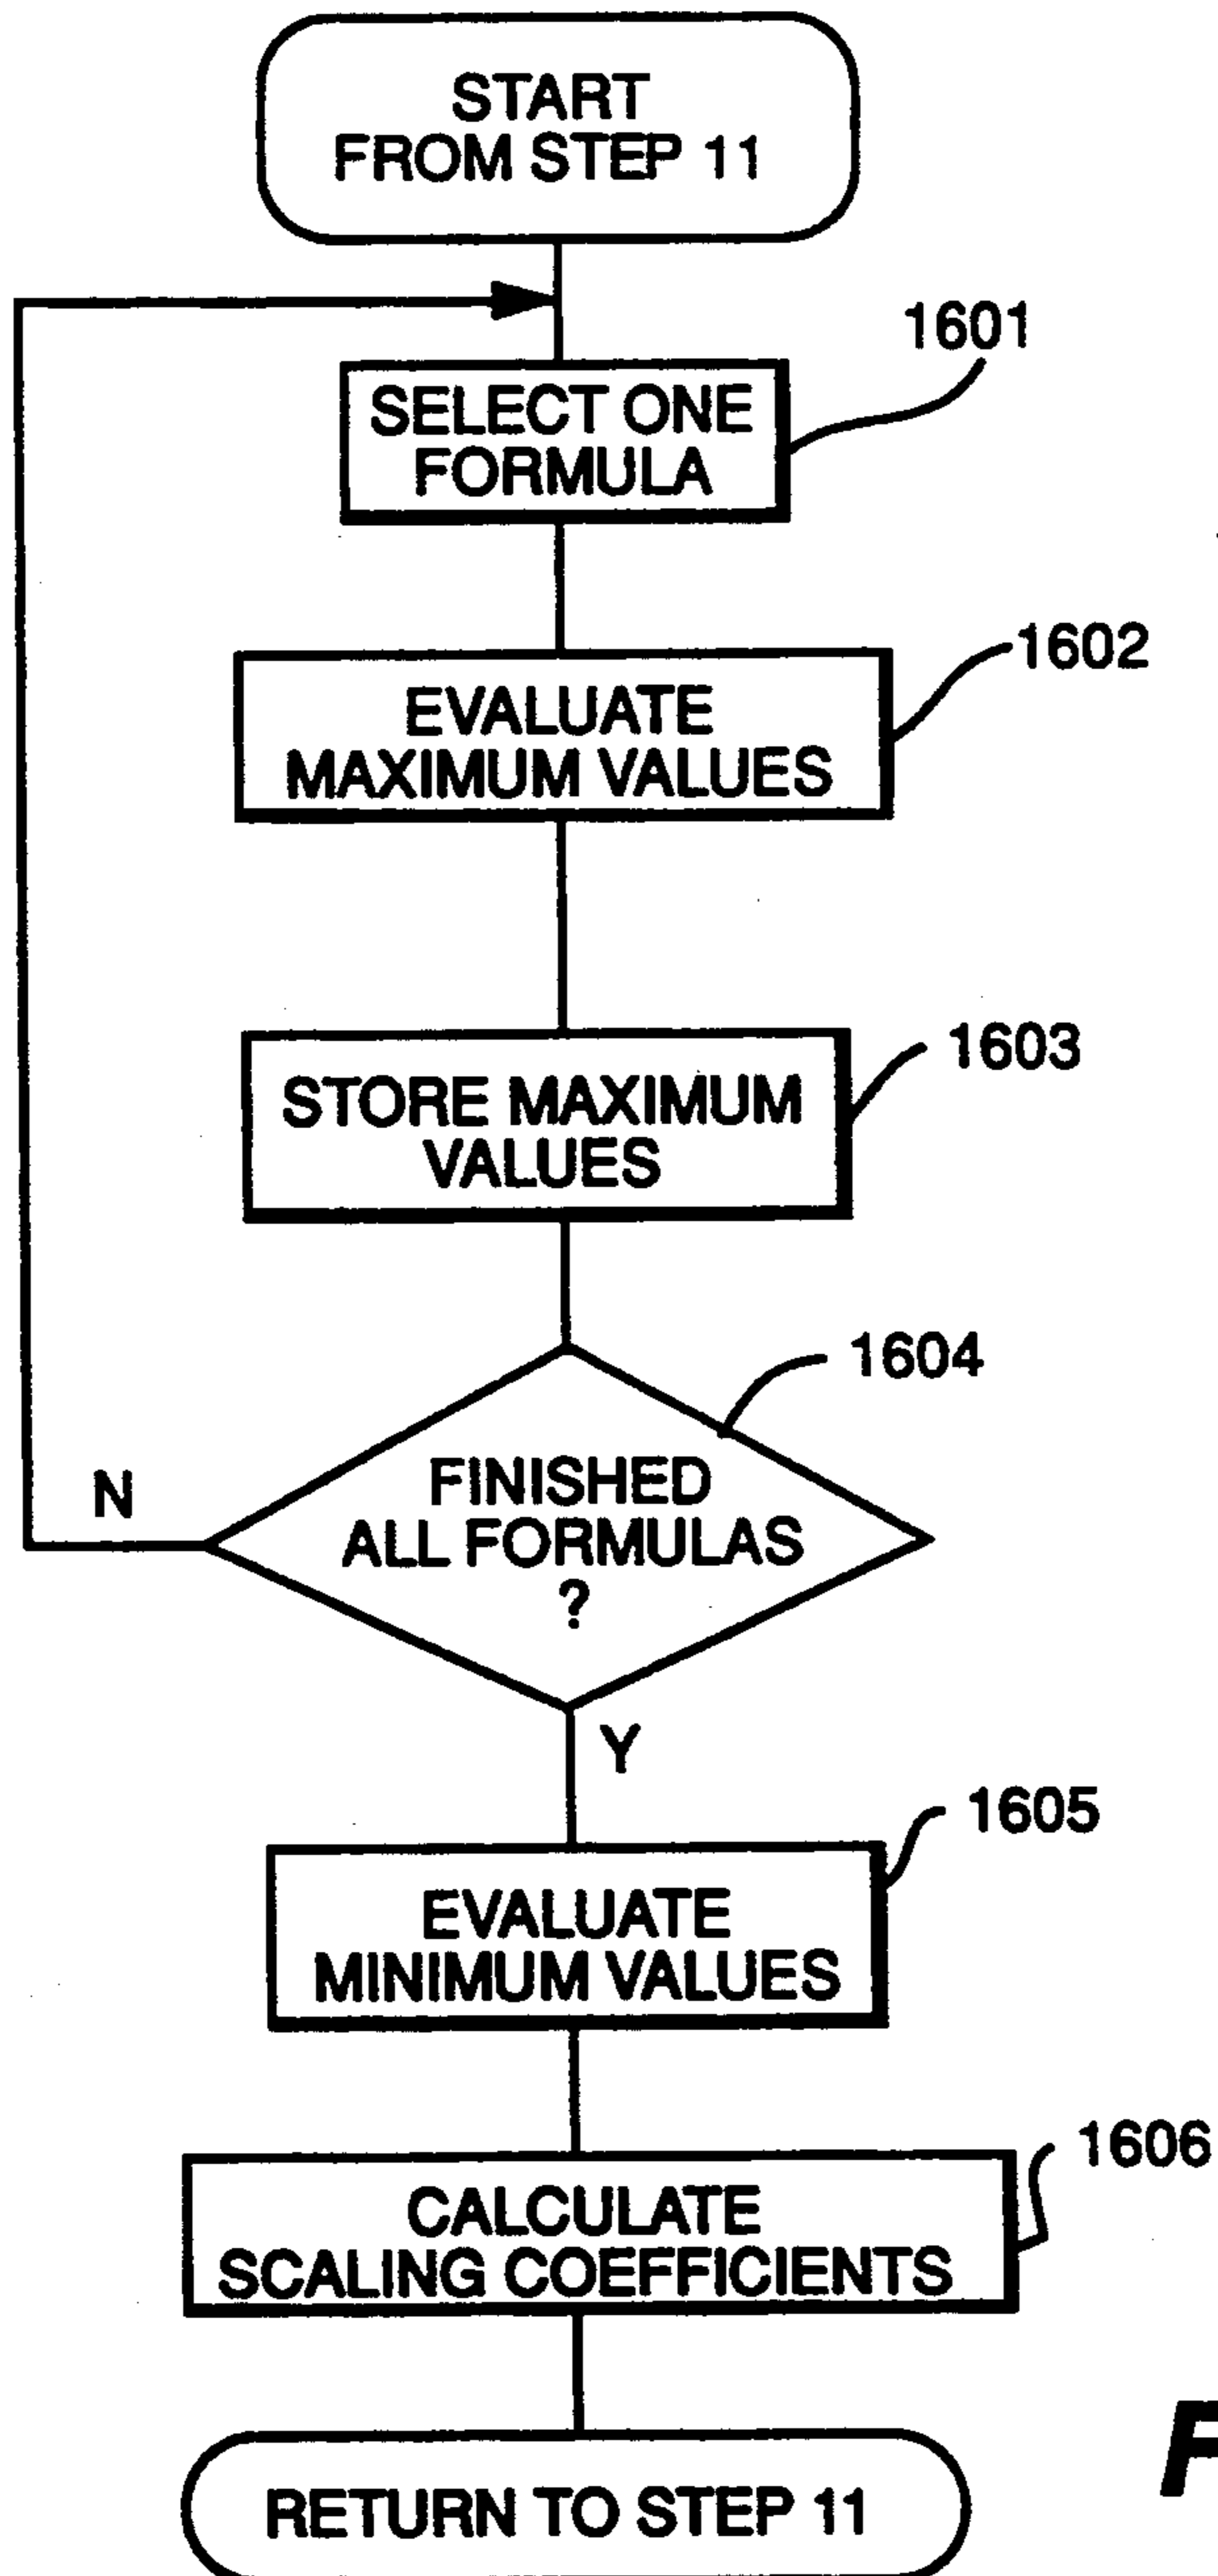 START
FROM STEP 11
1601
SELECT ONE
FORMULA
1602
EVALUATE
MAXIMUM VALUES
1603
STORE MAXIMUM
VALUES
1604
FINISHED
ALL FORMULAS
?
N
Y
1605
EVALUATE
MINIMUM VALUES
1606
CALCULATE
SCALING COEFFICIENTS
F
RETURN TO STEP 11